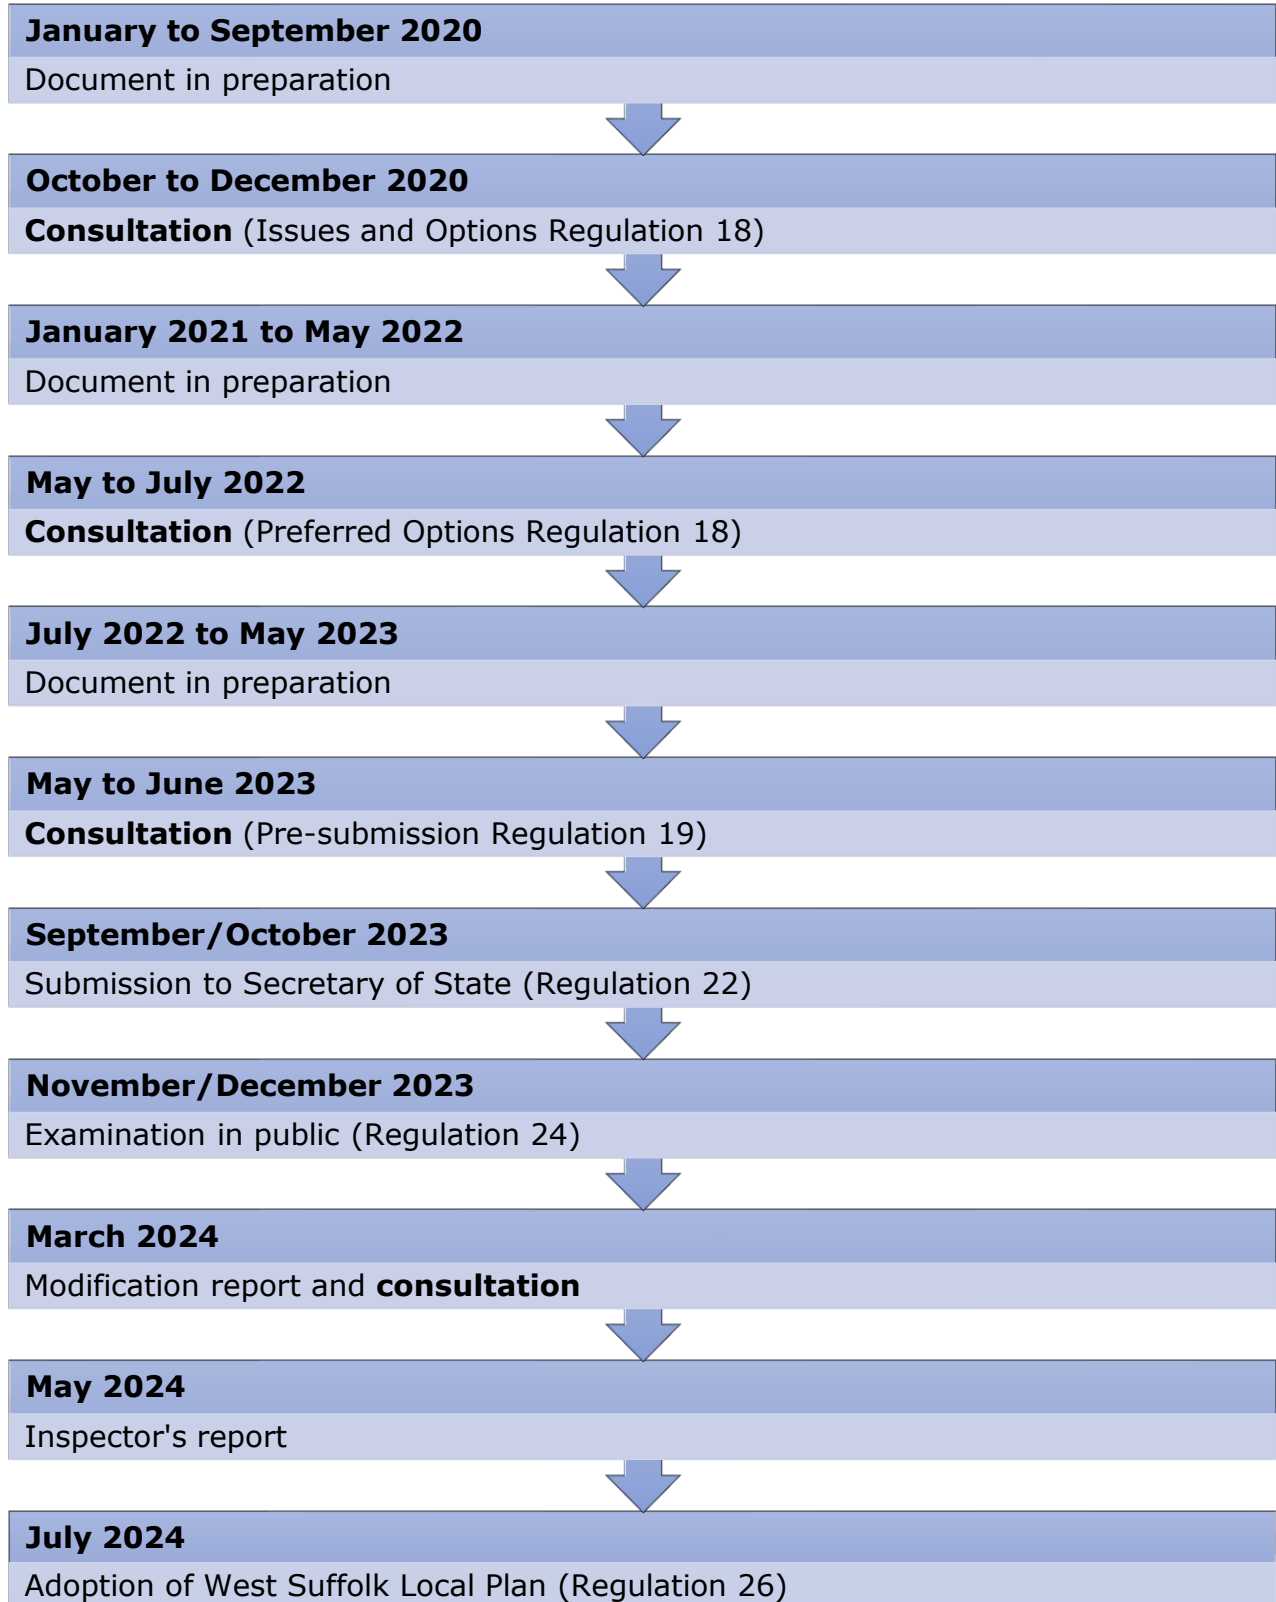 January to September 2020
Document in preparation
October to December 2020
Consultation (Issues and Options Regulation 18)
January 2021 to May 2022
Document in preparation
May to July 2022
Consultation (Preferred Options Regulation 18)
July 2022 to May 2023
Document in preparation
May to June 2023
Consultation (Pre-submission Regulation 19)
September/October 2023
Submission to Secretary of State (Regulation 22)
November/December 2023
Examination in public (Regulation 24)
March 2024
Modification report and consultation
May 2024
Inspector's report
July 2024
Adoption of West Suffolk Local Plan (Regulation 26)